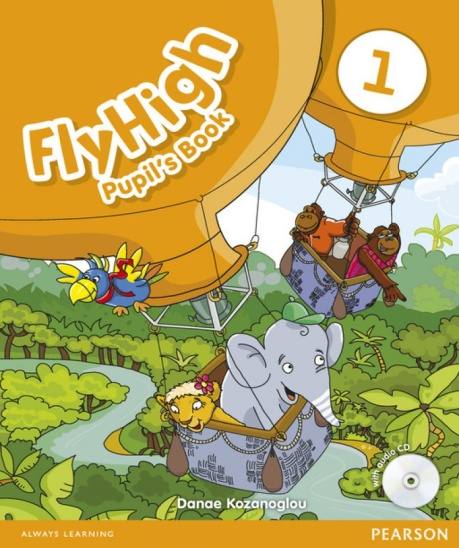 FlyHigh
Pupil's Book
1
with audio CD
Danae Kozanoglou
ALWAYS LEARNING
PEARSON